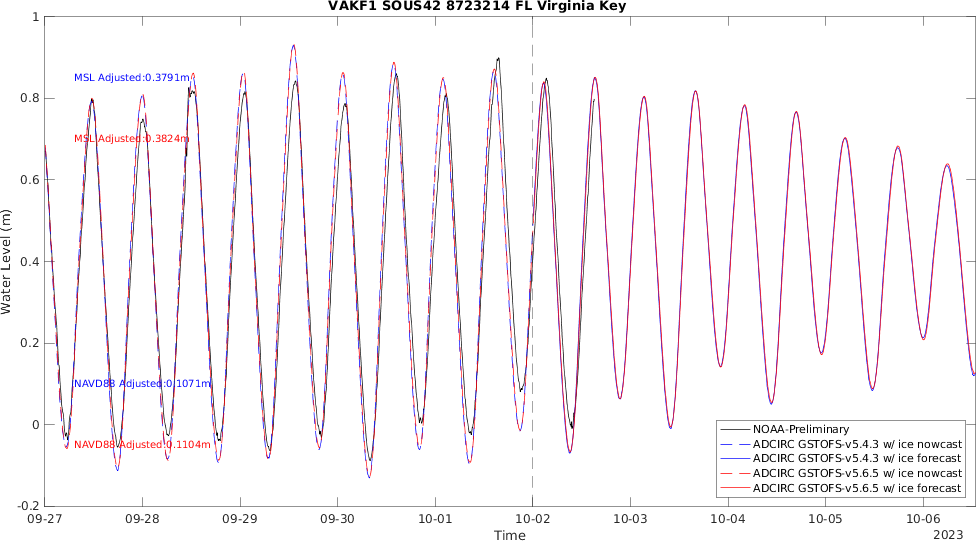 VAKF1 SOUS42 8723214 FL Virginia Key
1
0.8
0.6
0.4
0.2
0
-0.2
Water Level (m)
MSL Adjusted:0.3791m
MSL Adjusted:0.3824m
NAVD88 Adjusted:0.1071m
NAVD88 Adjusted:0.1104m
NOAA-Preliminary
ADCIRC GSTOFS-v5.4.3 w/ ice nowcast
ADCIRC GSTOFS-v5.4.3 w/ ice forecast
ADCIRC GSTOFS-v5.6.5 w/ ice nowcast
ADCIRC GSTOFS-v5.6.5 w/ ice forecast
09-27 09-28 09-29 09-30 10-01 10-02 10-03 10-04 10-05 10-06
Time
2023